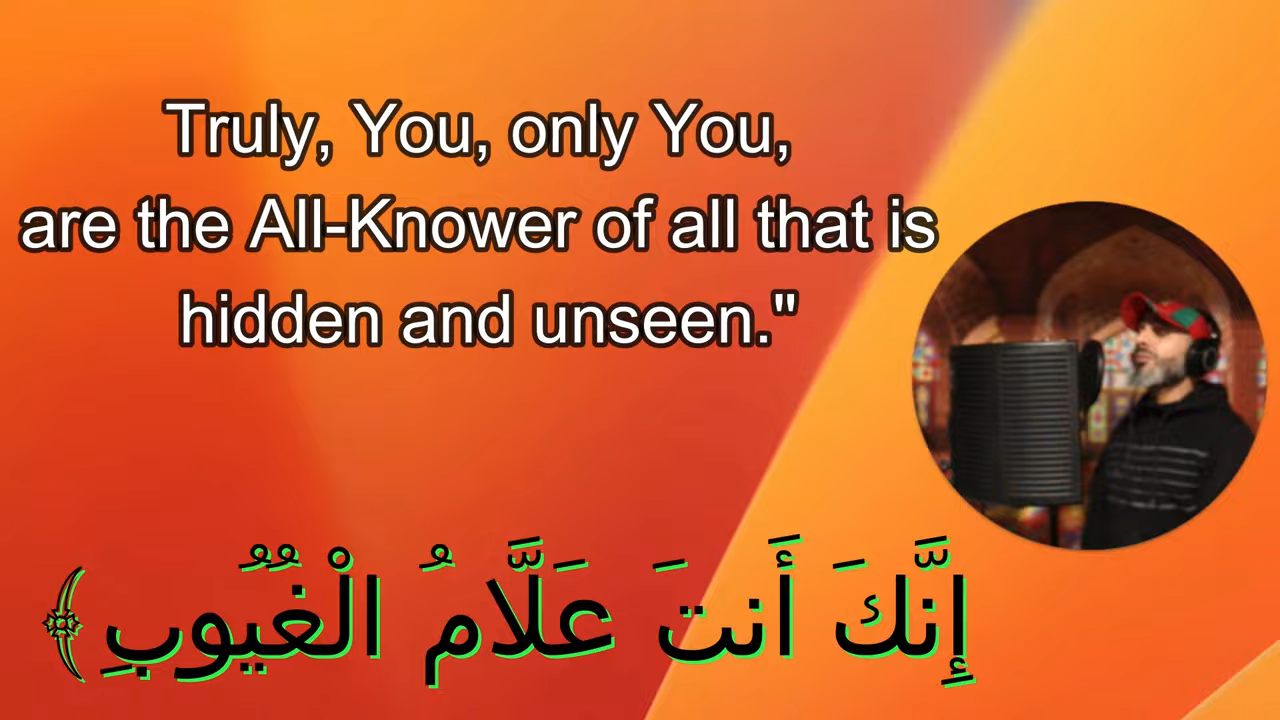 Truly, You, only You,
are the All-Knower of all that is
hidden and unseen."
إِنَّكَ أَنتَ عَلَّامُ الْغُيُوبِ ﴾